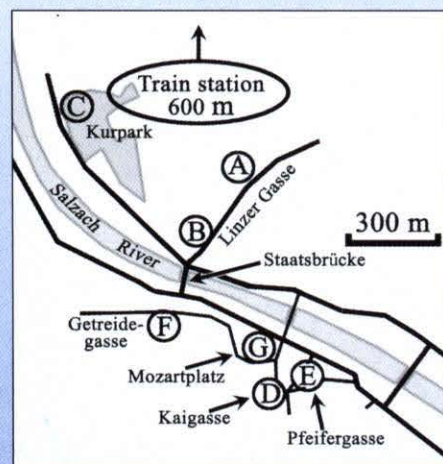 Train station
600 m
C
Kurpark
A
Linzer Gasse
B
300 m
Salzach River
Staatsbrücke
Getreide-
gasse
F
G
Mozartplatz
E
D
Kaigasse
Pfeifergasse